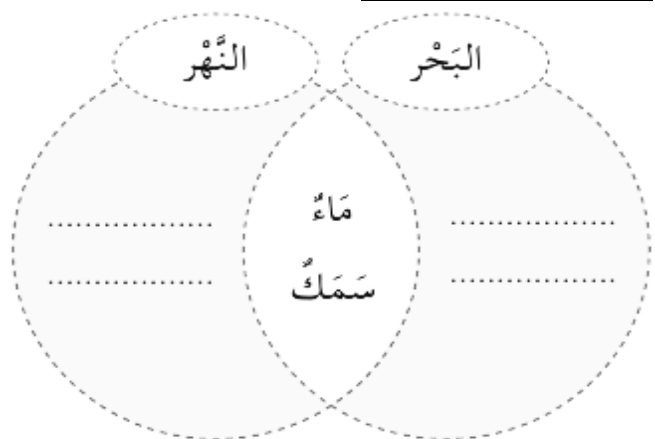 البَحْر
النَّهْر
مَاءٌ
سَمَكٌ